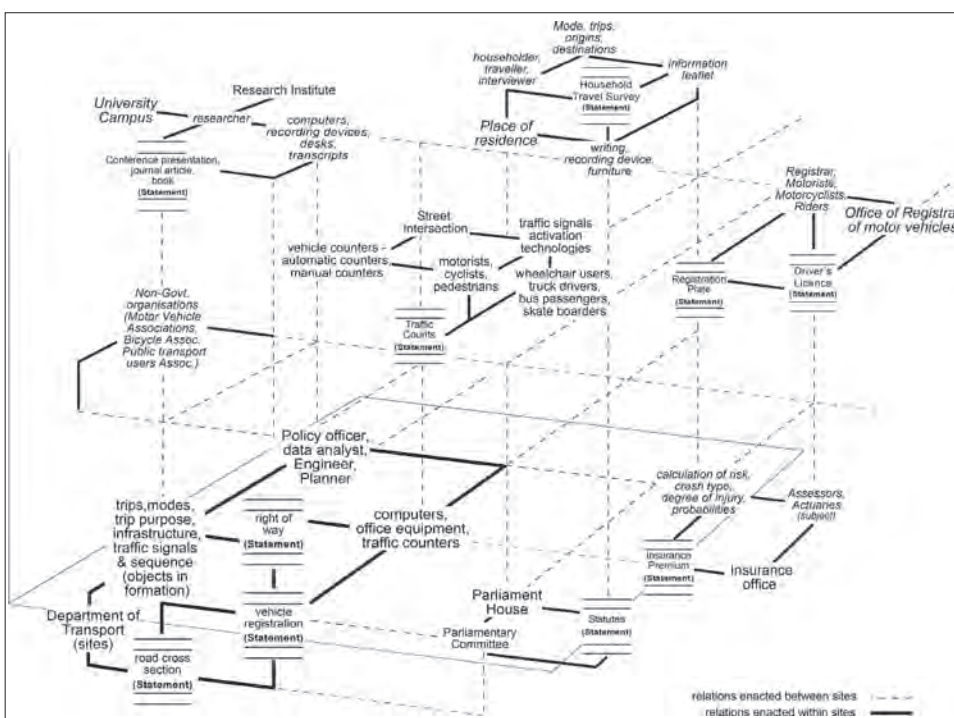 Mode, trips,
origins,
destinations
householder,
traveller,
interviewer
information
leaflet
Household
Travel Survey
(Statement)
Place of
residence
writing,
recording device,
furniture
Research Institute
University
Campus
researcher
computers,
recording devices,
desks,
transcripts
Conference presentation,
journal article,
book
(Statement)
Registrar,
Motorists,
Motorcyclists,
Riders
Office of Registrar
of motor vehicles
Registration
Plate
(Statement)
Driver's
Licence
(Statement)
Street
Intersection
traffic signals
activation
technologies
vehicle counters
automatic counters,
manual counters
motorists,
cyclists,
pedestrians
wheelchair users,
truck drivers,
bus passengers,
skate boarders
Traffic
Counts
(Statement)
Non-Govt.
organisations
(Motor Vehicle
Associations,
Bicycle Assoc.
Public transport
users Assoc.)
Policy officer,
data analyst,
Engineer,
Planner
trips,modes,
trip purpose,
infrastructure,
traffic signals
& sequence
(objects in
formation)
right of
way
(Statement)
computers,
office equipment,
traffic counters
calculation of risk,
crash type,
degree of injury,
probabilities
Assessors,
Actuaries
(subject)
Insurance
Premium
(Statement)
Insurance
office
Department of
Transport
(sites)
vehicle
registration
(Statement)
road cross
section
(Statement)
Parliament
House
Parliamentary
Committee
Statutes
(Statement)
relations enacted between sites
relations enacted within sites